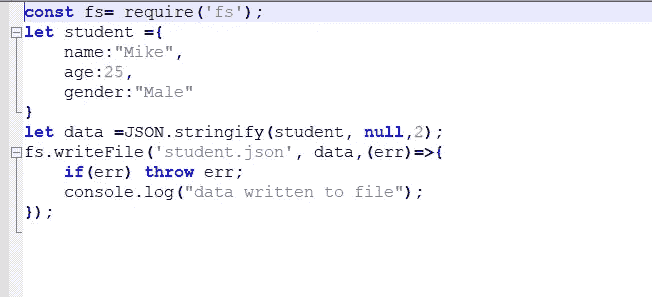 const fs= require('fs');
let student ={
    name:"Mike",
    age:25,
    gender:"Male"
}
let data =JSON.stringify(student, null,2);
fs.writeFile('student.json', data,(err)=>{
    if(err) throw err;
    console.log("data written to file");
});